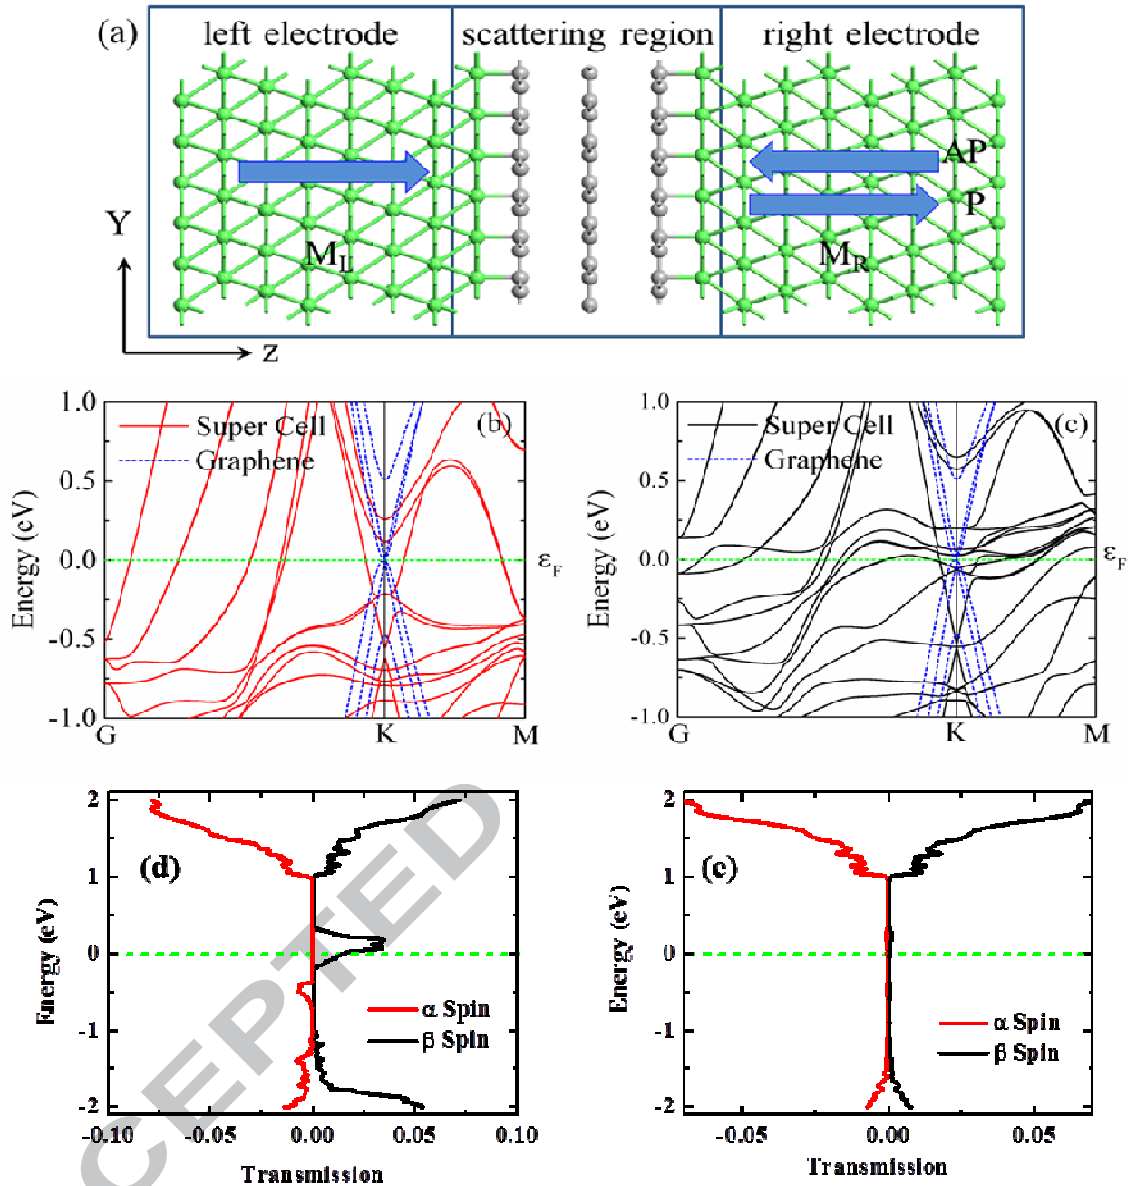 (a) left electrode scattering region right electrode
AP
P
Y
M_L M_R
z
1.0 Super Cell (b)
Graphene
0.5
0.0 ε_F
-0.5
-1.0
G K M
Energy (eV)
1.0 Super Cell (c)
Graphene
0.5
0.0 ε_F
-0.5
-1.0
G K M
Energy (eV)
2
(d)
1
0
α Spin
-1 β Spin
-2
-0.10 -0.05 0.00 0.05 0.10
Energy (eV)
Transmission
2
(e)
1
0
α Spin
-1 β Spin
-2
-0.05 0.00 0.05
Energy (eV)
Transmission
CEPTED